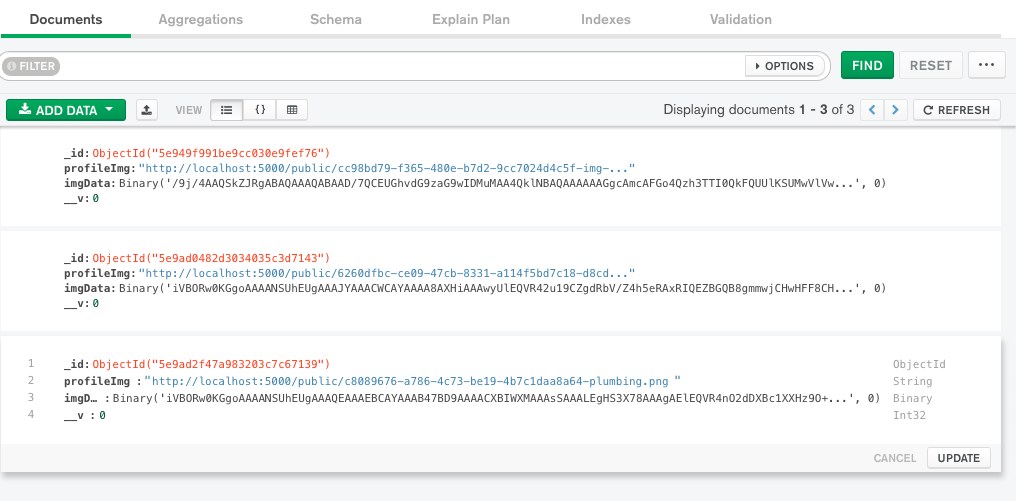 Documents Aggregations Schema Explain Plan Indexes Validation
FILTER OPTIONS FIND RESET ...
ADD DATA VIEW { } Displaying documents 1 - 3 of 3 < > REFRESH
_id: ObjectId("5e949f991be9cc030e9fef76")
profileImg: "http://localhost:5000/public/cc98bd79-f365-480e-b7d2-9cc7024d4c5f-img-..."
imgData: Binary('/9j/4AAQSkZJRgABAQAAAQABAAD/7QCEUGhvdG9zaG9wIDMuMAA4QklNBAQAAAAAAGgcAmcAFGo4Qzh3TTI0QkFQUUlKSUMwVlVw...', 0)
__v: 0
_id: ObjectId("5e9ad0482d3034035c3d7143")
profileImg: "http://localhost:5000/public/6260dfbc-ce09-47cb-8331-a114f5bd7c18-d8cd..."
imgData: Binary('iVBORw0KGgoAAAANSUhEUgAAAJYAAACWCAYAAAA8AXHiAAAwyUlEQVR42u19CZgdRbV/Z4h5eRAxRIQEZBGQB8gmmwjCHwHFF8CH...', 0)
__v: 0
1 _id: ObjectId("5e9ad2f47a983203c7c67139") ObjectId
2 profileImg : "http://localhost:5000/public/c8089676-a786-4c73-be19-4b7c1daa8a64-plumbing.png " String
3 imgD… : Binary('iVBORw0KGgoAAAANSUhEUgAAAQEAAAEBCAYAAAB47BD9AAAACXBIWXMAAAsSAAALEgHS3X78AAAgAElEQVR4nO2dDXBc1XXHz9O+...', 0) Binary
4 __v : 0 Int32
CANCEL UPDATE